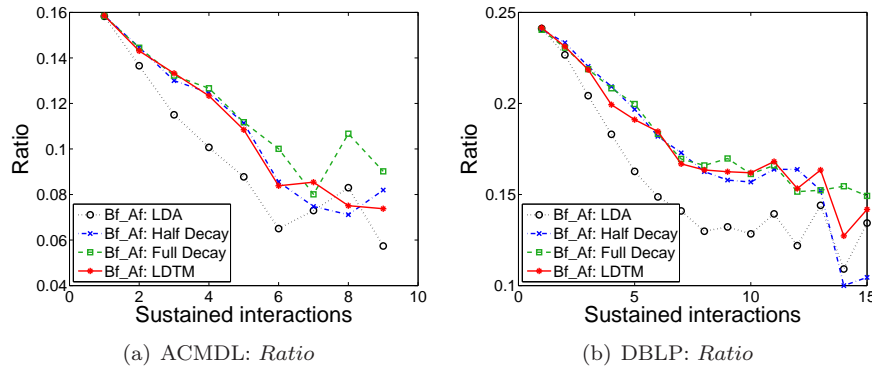 0.16
0.14
0.12
0.1
0.08
0.06
0.04
Ratio
Bf_Af: LDA
Bf_Af: Half Decay
Bf_Af: Full Decay
Bf_Af: LDTM
0 2 4 6 8 10
Sustained interactions
(a) ACMDL: Ratio
0.25
0.2
0.15
0.1
Ratio
Bf_Af: LDA
Bf_Af: Half Decay
Bf_Af: Full Decay
Bf_Af: LDTM
0 5 10 15
Sustained interactions
(b) DBLP: Ratio